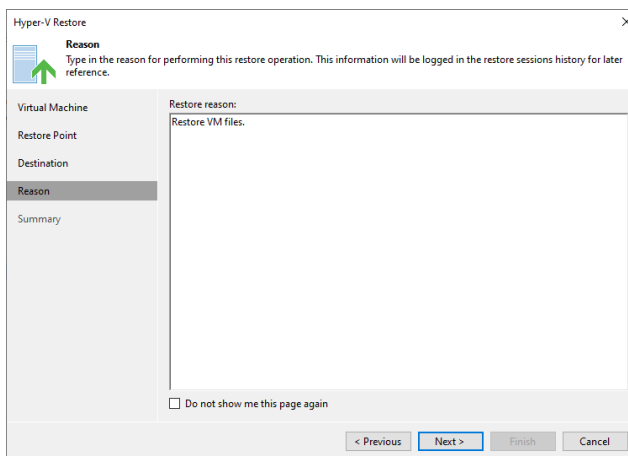 Hyper-V Restore
Reason
Type in the reason for performing this restore operation. This information will be logged in the restore sessions history for later
reference.
Virtual Machine
Restore Point
Destination
Reason
Summary
Restore reason:
Restore VM files.
Do not show me this page again
< Previous
Next >
Finish
Cancel